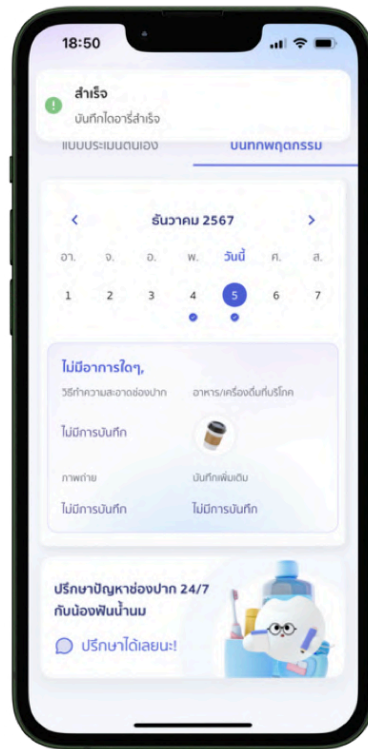 18:50
สำเร็จ
บันทึกไดอารี่สำเร็จ
แบบประเมินตนเอง บันทึกพฤติกรรม
ธันวาคม 2567
อา. จ. อ. พ. วันนี้ ศ. ส.
1 2 3 4 5 6 7
ไม่มีอาการใดๆ,
วิธีทำความสะอาดช่องปาก อาหาร/เครื่องดื่มที่บริโภค
ไม่มีการบันทึก
ภาพถ่าย บันทึกเพิ่มเติม
ไม่มีการบันทึก ไม่มีการบันทึก
ปรึกษาปัญหาช่องปาก 24/7
กับน้องฟันน้ำนม
ปรึกษาได้เลยนะ!